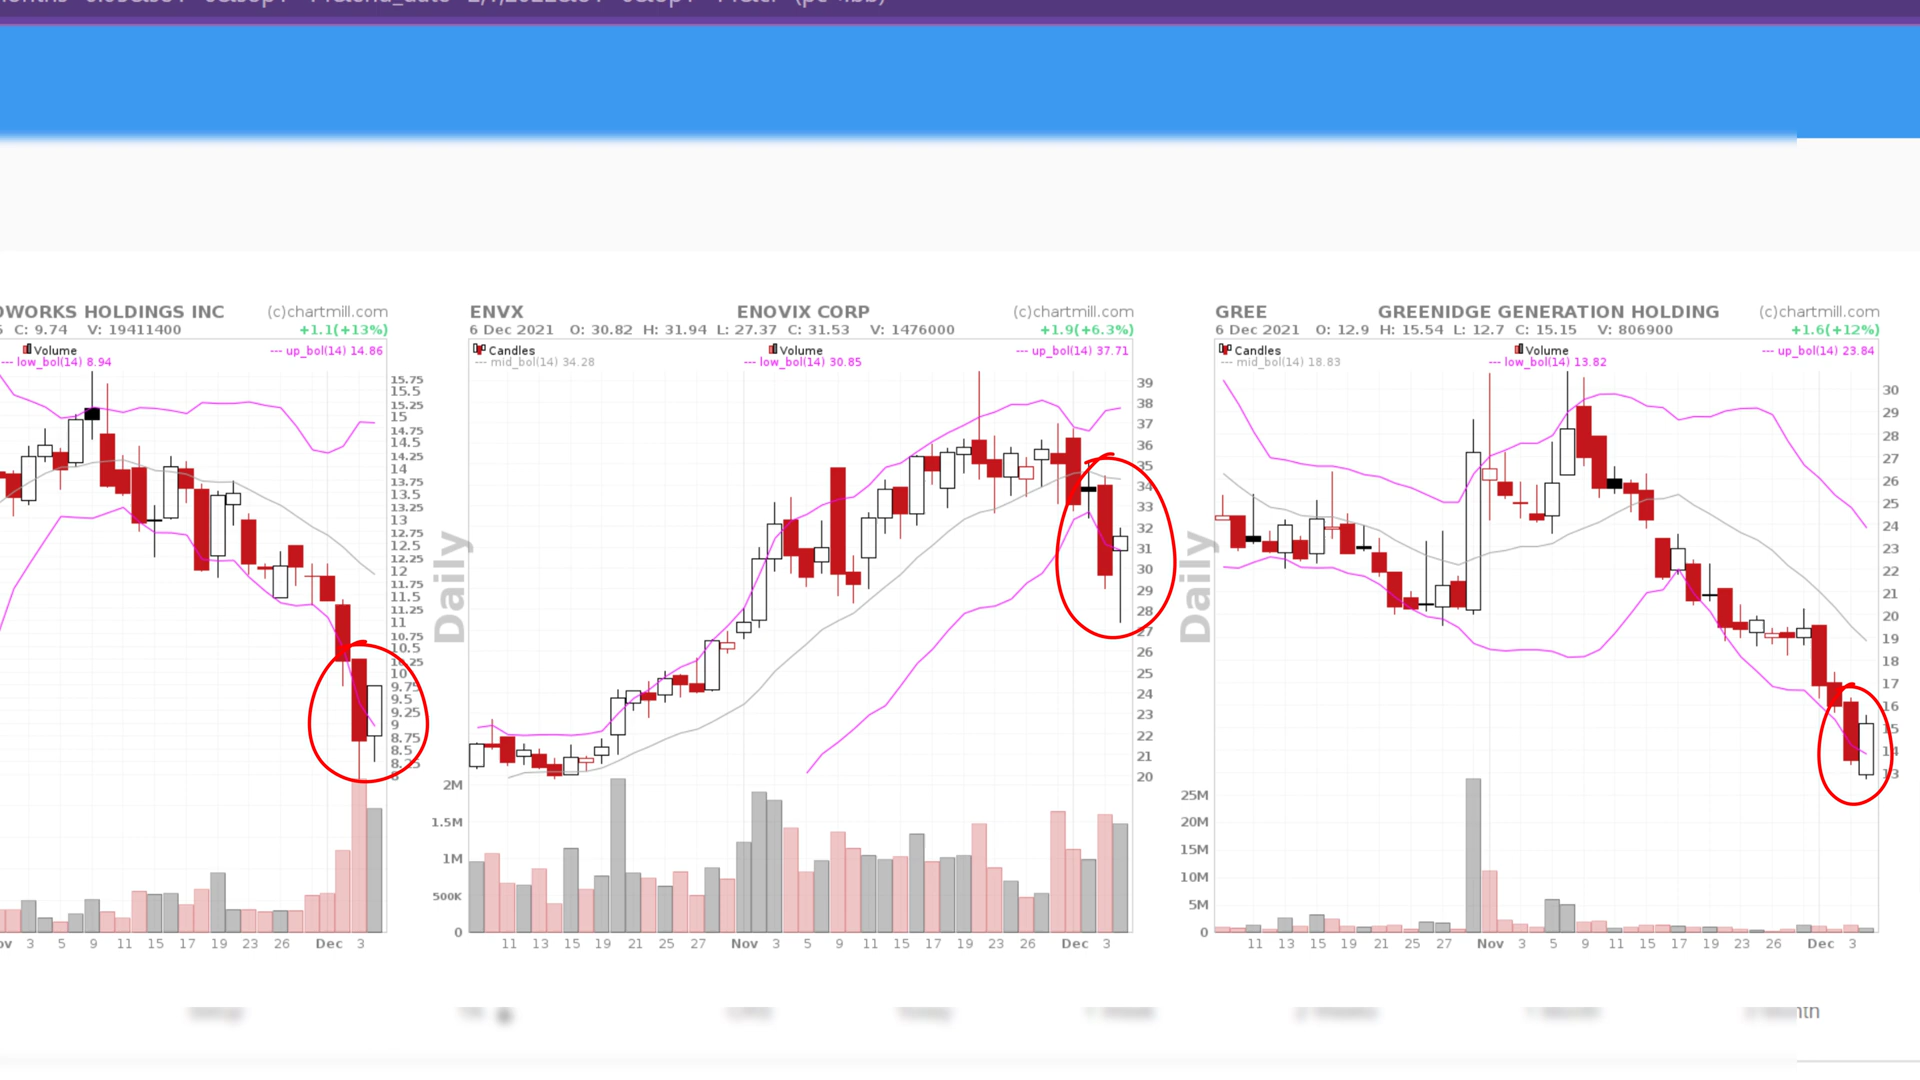 OWORKS HOLDINGS INC (c)chartmill.com
C: 9.74 V: 19411400 +1.1(+13%)
Volume --- up_bol(14) 14.86
--- low_bol(14) 8.94
15.75
15.5
15.25
15
14.75
14.5
14.25
14
13.75
13.5
13.25
13
12.75
12.5
12.25
12
11.75
11.5
11.25
11
10.75
10.5
10.25
10
9.75
9.5
9.25
9
8.75
8.5
8.25
8
3 5 9 11 15 17 19 23 26 Dec 3
Daily
ENVX ENOVIX CORP (c)chartmill.com
6 Dec 2021 O: 30.82 H: 31.94 L: 27.37 C: 31.53 V: 1476000 +1.9(+6.3%)
Candles Volume --- up_bol(14) 37.71
--- mid_bol(14) 34.28 --- low_bol(14) 30.85
39
38
37
36
35
34
33
32
31
30
29
28
27
26
25
24
23
22
21
20
2M
1.5M
1M
500K
0
11 13 15 19 21 25 27 Nov 3 5 9 11 15 17 19 23 26 Dec 3
Daily
GREE GREENIDGE GENERATION HOLDING (c)chartmill.com
6 Dec 2021 O: 12.9 H: 15.54 L: 12.7 C: 15.15 V: 806900 +1.6(+12%)
Candles Volume --- up_bol(14) 23.84
--- mid_bol(14) 18.83 --- low_bol(14) 13.82
30
29
28
27
26
25
24
23
22
21
20
19
18
17
16
15
14
13
25M
20M
15M
10M
5M
0
11 13 15 19 21 25 27 Nov 3 5 9 11 15 17 19 23 26 Dec 3